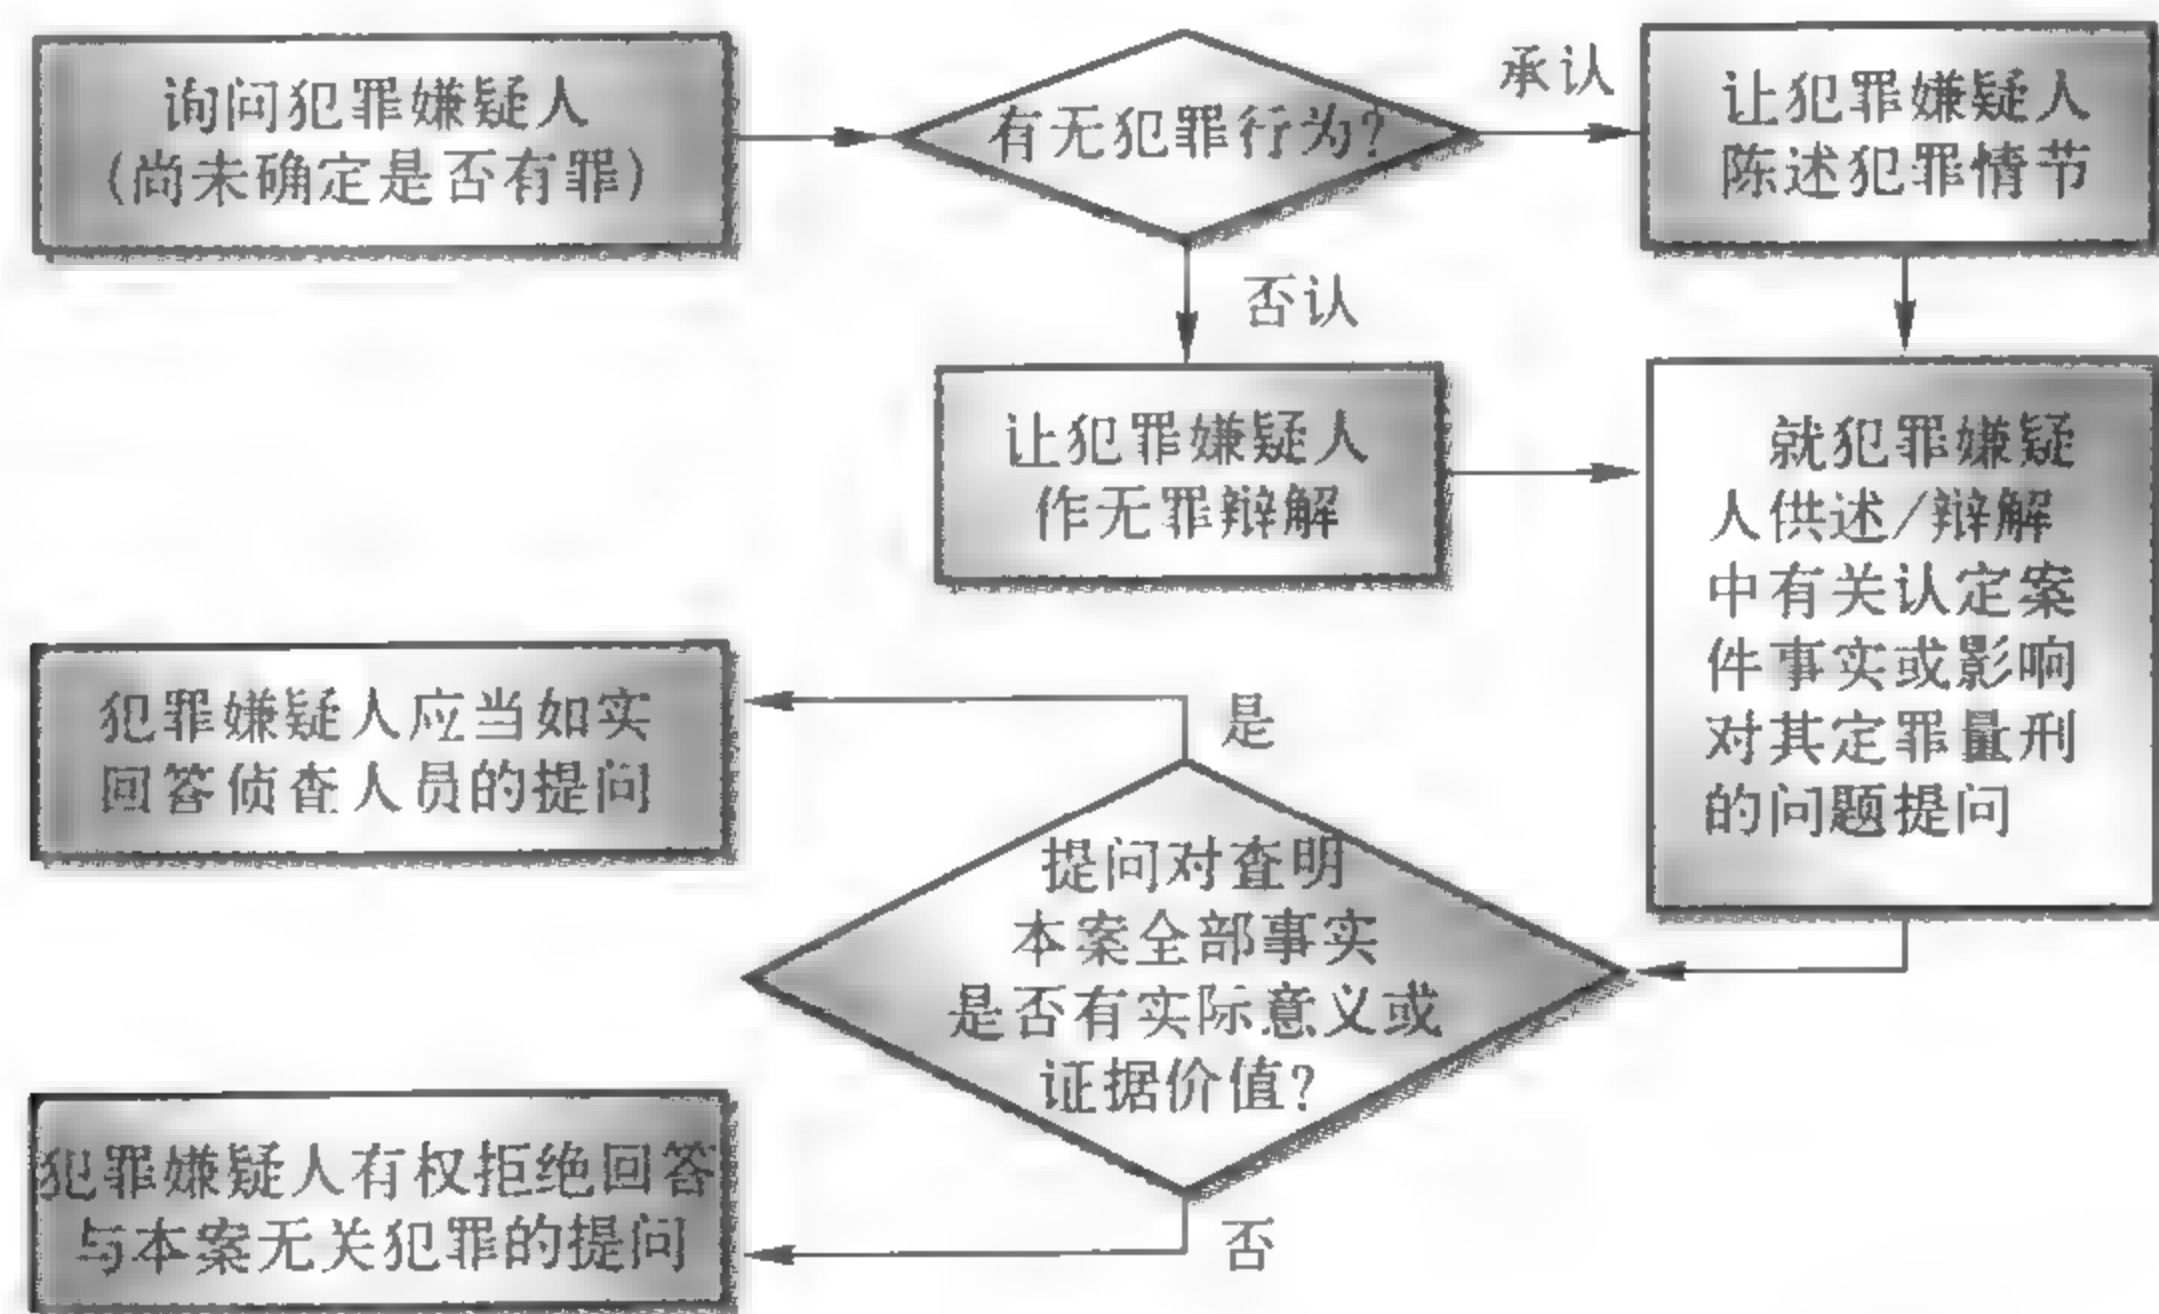 询问犯罪嫌疑人
(尚未确定是否有罪)
有无犯罪行为?
承认
让犯罪嫌疑人
陈述犯罪情节
否认
让犯罪嫌疑人
作无罪辩解
就犯罪嫌疑
人供述/辩解
中有关认定案
件事实或影响
对其定罪量刑
的问题提问
提问对查明
本案全部事实
是否有实际意义或
证据价值?
是
犯罪嫌疑人应当如实
回答侦查人员的提问
否
犯罪嫌疑人有权拒绝回答
与本案无关犯罪的提问